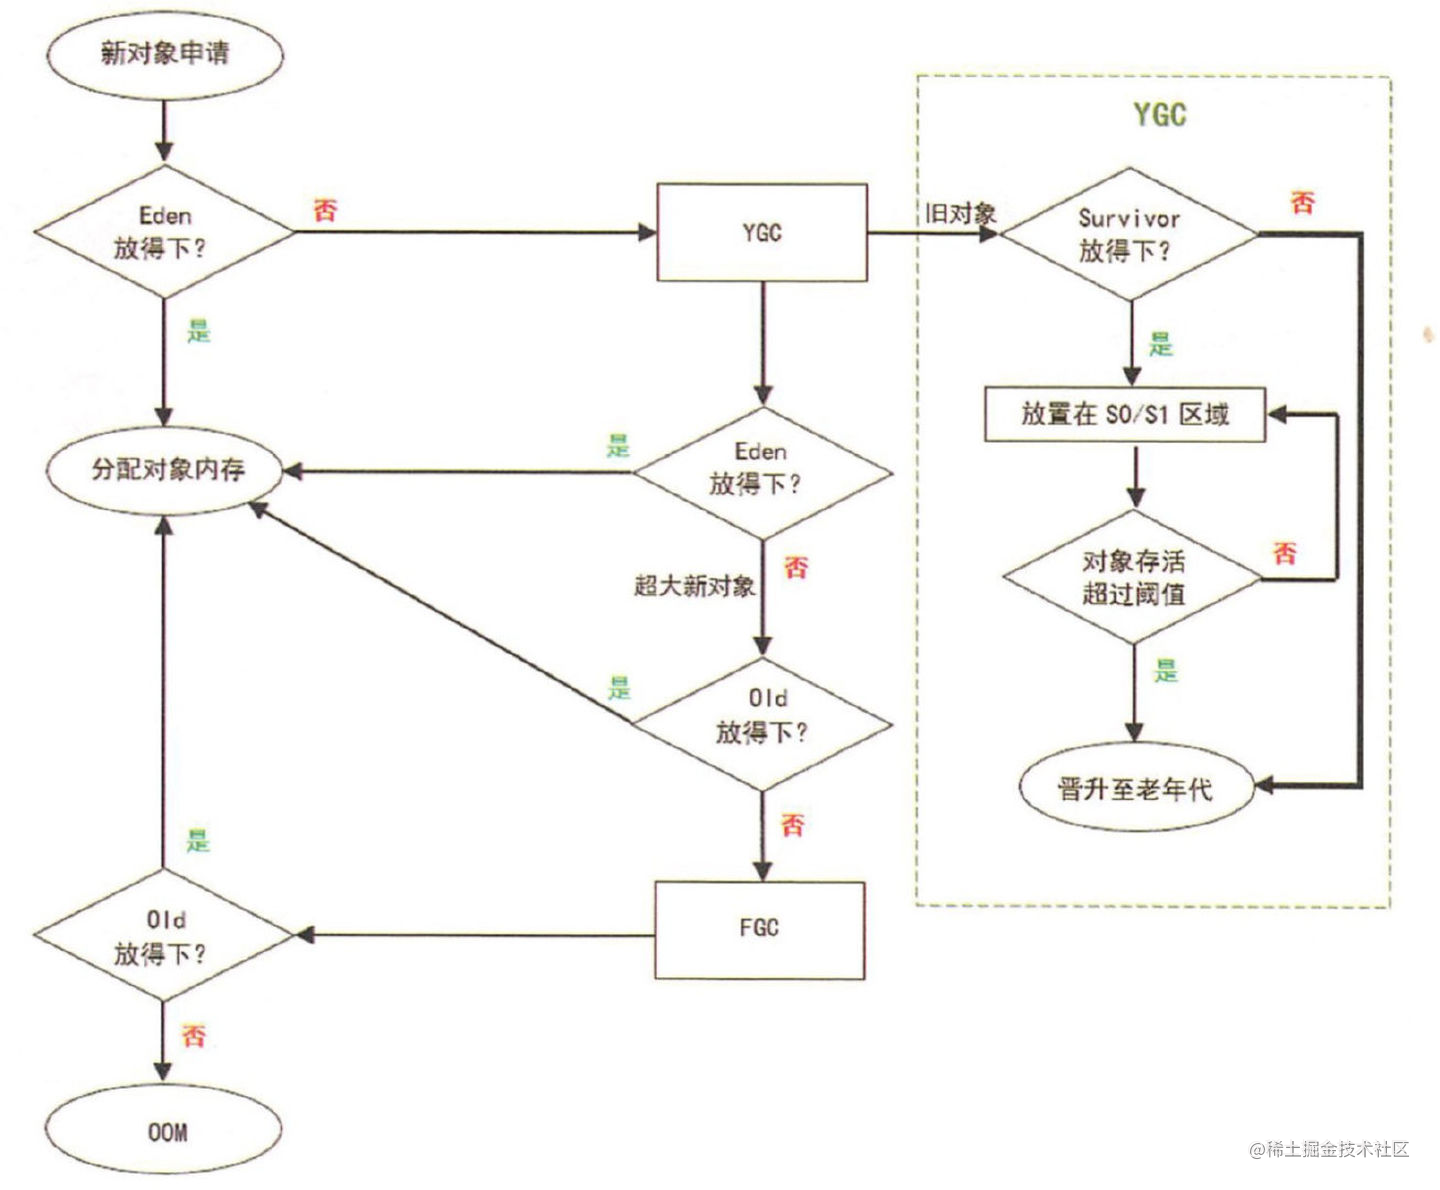 新对象申请
YGC
Eden
放得下?
否
YGC
旧对象
Survivor
放得下?
否
是
是
放置在 S0/S1 区域
分配对象内存
是
Eden
放得下?
对象存活
超过阈值
否
超大新对象
否
是
Old
放得下?
是
晋升至老年代
否
是
Old
放得下?
FGC
否
OOM
@稀土掘金技术社区